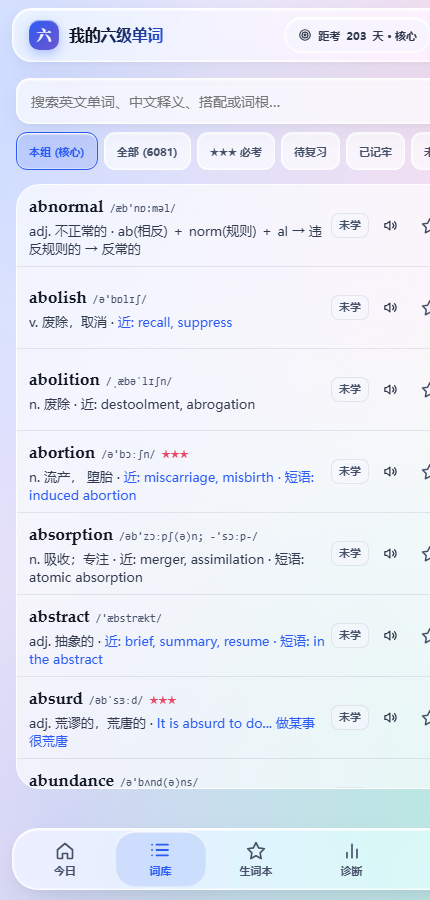 六 我的六级单词 距考 203 天 • 核心
搜索英文单词、中文释义、搭配或词根...
本组 (核心) 全部 (6081) ★★★ 必考 待复习 已记牢
abnormal /æb'nɒːməl/
adj. 不正常的 · ab(相反) + norm(规则) + al → 违
反规则的 → 反常的
未学
abolish /ə'bɒlɪʃ/
v. 废除，取消 · 近: recall, suppress
未学
abolition /ˌæbəˈlɪʃn/
n. 废除 · 近: destoolment, abrogation
未学
abortion /ə'bɔːʃn/ ★★★
n. 流产， 堕胎 · 近: miscarriage, misbirth · 短语:
induced abortion
未学
absorption /əb'zɔːpʃ(ə)n; -'sɔːp-/
n. 吸收；专注 · 近: merger, assimilation · 短语:
atomic absorption
未学
abstract /'æbstrækt/
adj. 抽象的 · 近: brief, summary, resume · 短语: in
the abstract
未学
absurd /əbˈsɜːd/ ★★★
adj. 荒谬的，荒唐的 · It is absurd to do... 做某事
很荒唐
未学
abundance /ə'bʌnd(ə)ns/
今日 词库 生词本 诊断